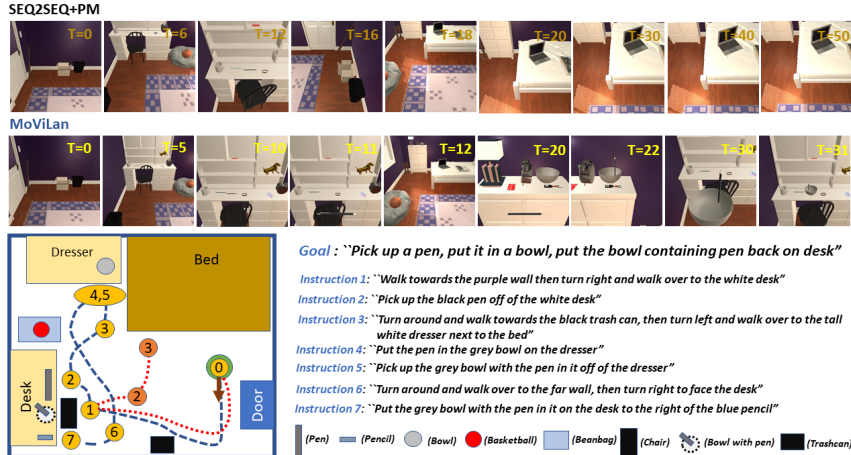 SEQ2SEQ+PM
T=0 T=6 T=12 T=16 T=18 T=20 T=30 T=40 T=50
MoViLan
T=0 T=5 T=10 T=11 T=12 T=20 T=22 T=30 T=31
Dresser
Bed
4,5
3
3
0
2
2
Desk
1
Door
6
7
Goal : ``Pick up a pen, put it in a bowl, put the bowl containing pen back on desk”
Instruction 1: ``Walk towards the purple wall then turn right and walk over to the white desk”
Instruction 2: ``Pick up the black pen off of the white desk”
Instruction 3: ``Turn around and walk towards the black trash can, then turn left and walk over to the tall
white dresser next to the bed”
Instruction 4: ``Put the pen in the grey bowl on the dresser”
Instruction 5: ``Pick up the grey bowl with the pen in it off of the dresser”
Instruction 6: ``Turn around and walk over to the far wall, then turn right to face the desk”
Instruction 7: ``Put the grey bowl with the pen in it on the desk to the right of the blue pencil”
(Pen) (Pencil) (Bowl) (Basketball) (Beanbag) (Chair) (Bowl with pen) (Trashcan)